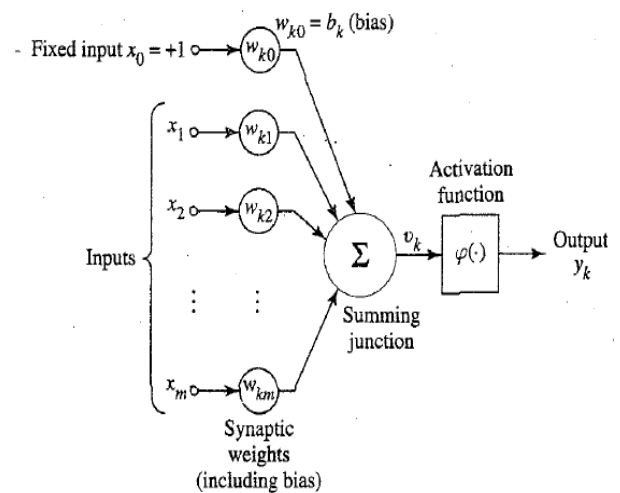 w_k0 = b_k (bias)
Fixed input x_0 = +1
w_k0
x_1
w_k1
x_2
w_k2
Inputs
⋮ ⋮
x_m
w_km
Synaptic
weights
(including bias)
Σ
Summing
junction
v_k
Activation
function
φ(·)
Output
y_k